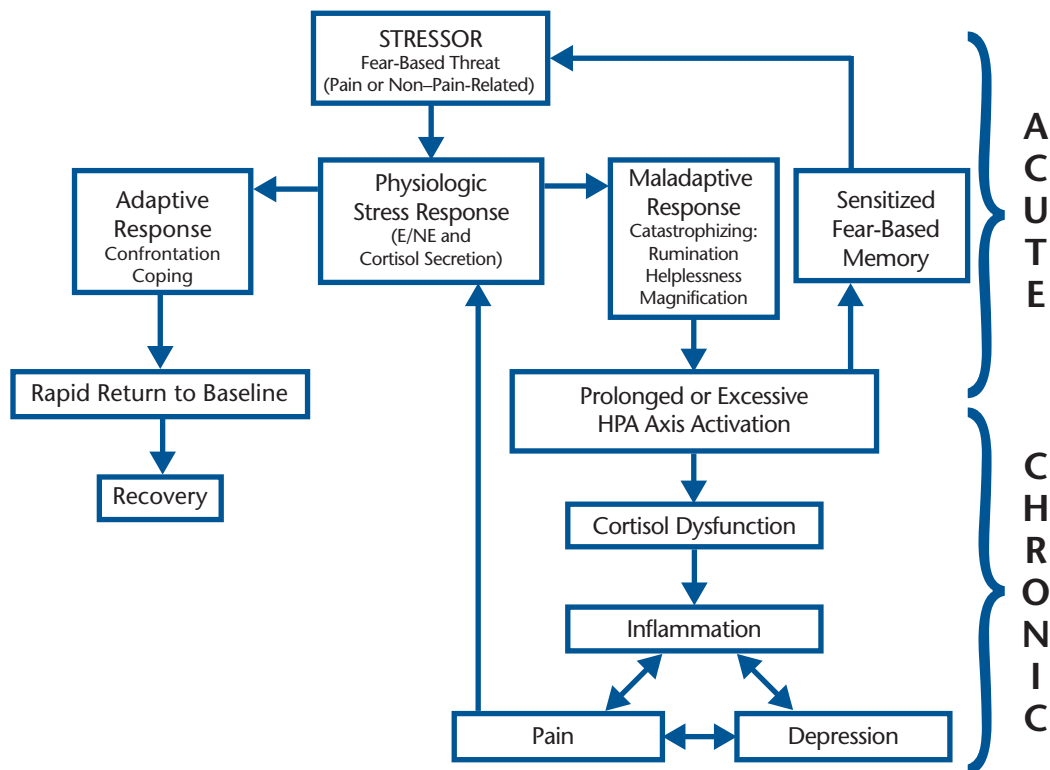 STRESSOR
Fear-Based Threat
(Pain or Non–Pain-Related)
Adaptive
Response
Confrontation
Coping
Physiologic
Stress Response
(E/NE and
Cortisol Secretion)
Maladaptive
Response
Catastrophizing:
Rumination
Helplessness
Magnification
Sensitized
Fear-Based
Memory
ACUTE
Rapid Return to Baseline
Prolonged or Excessive
HPA Axis Activation
Recovery
Cortisol Dysfunction
Inflammation
Pain
Depression
CHRONIC